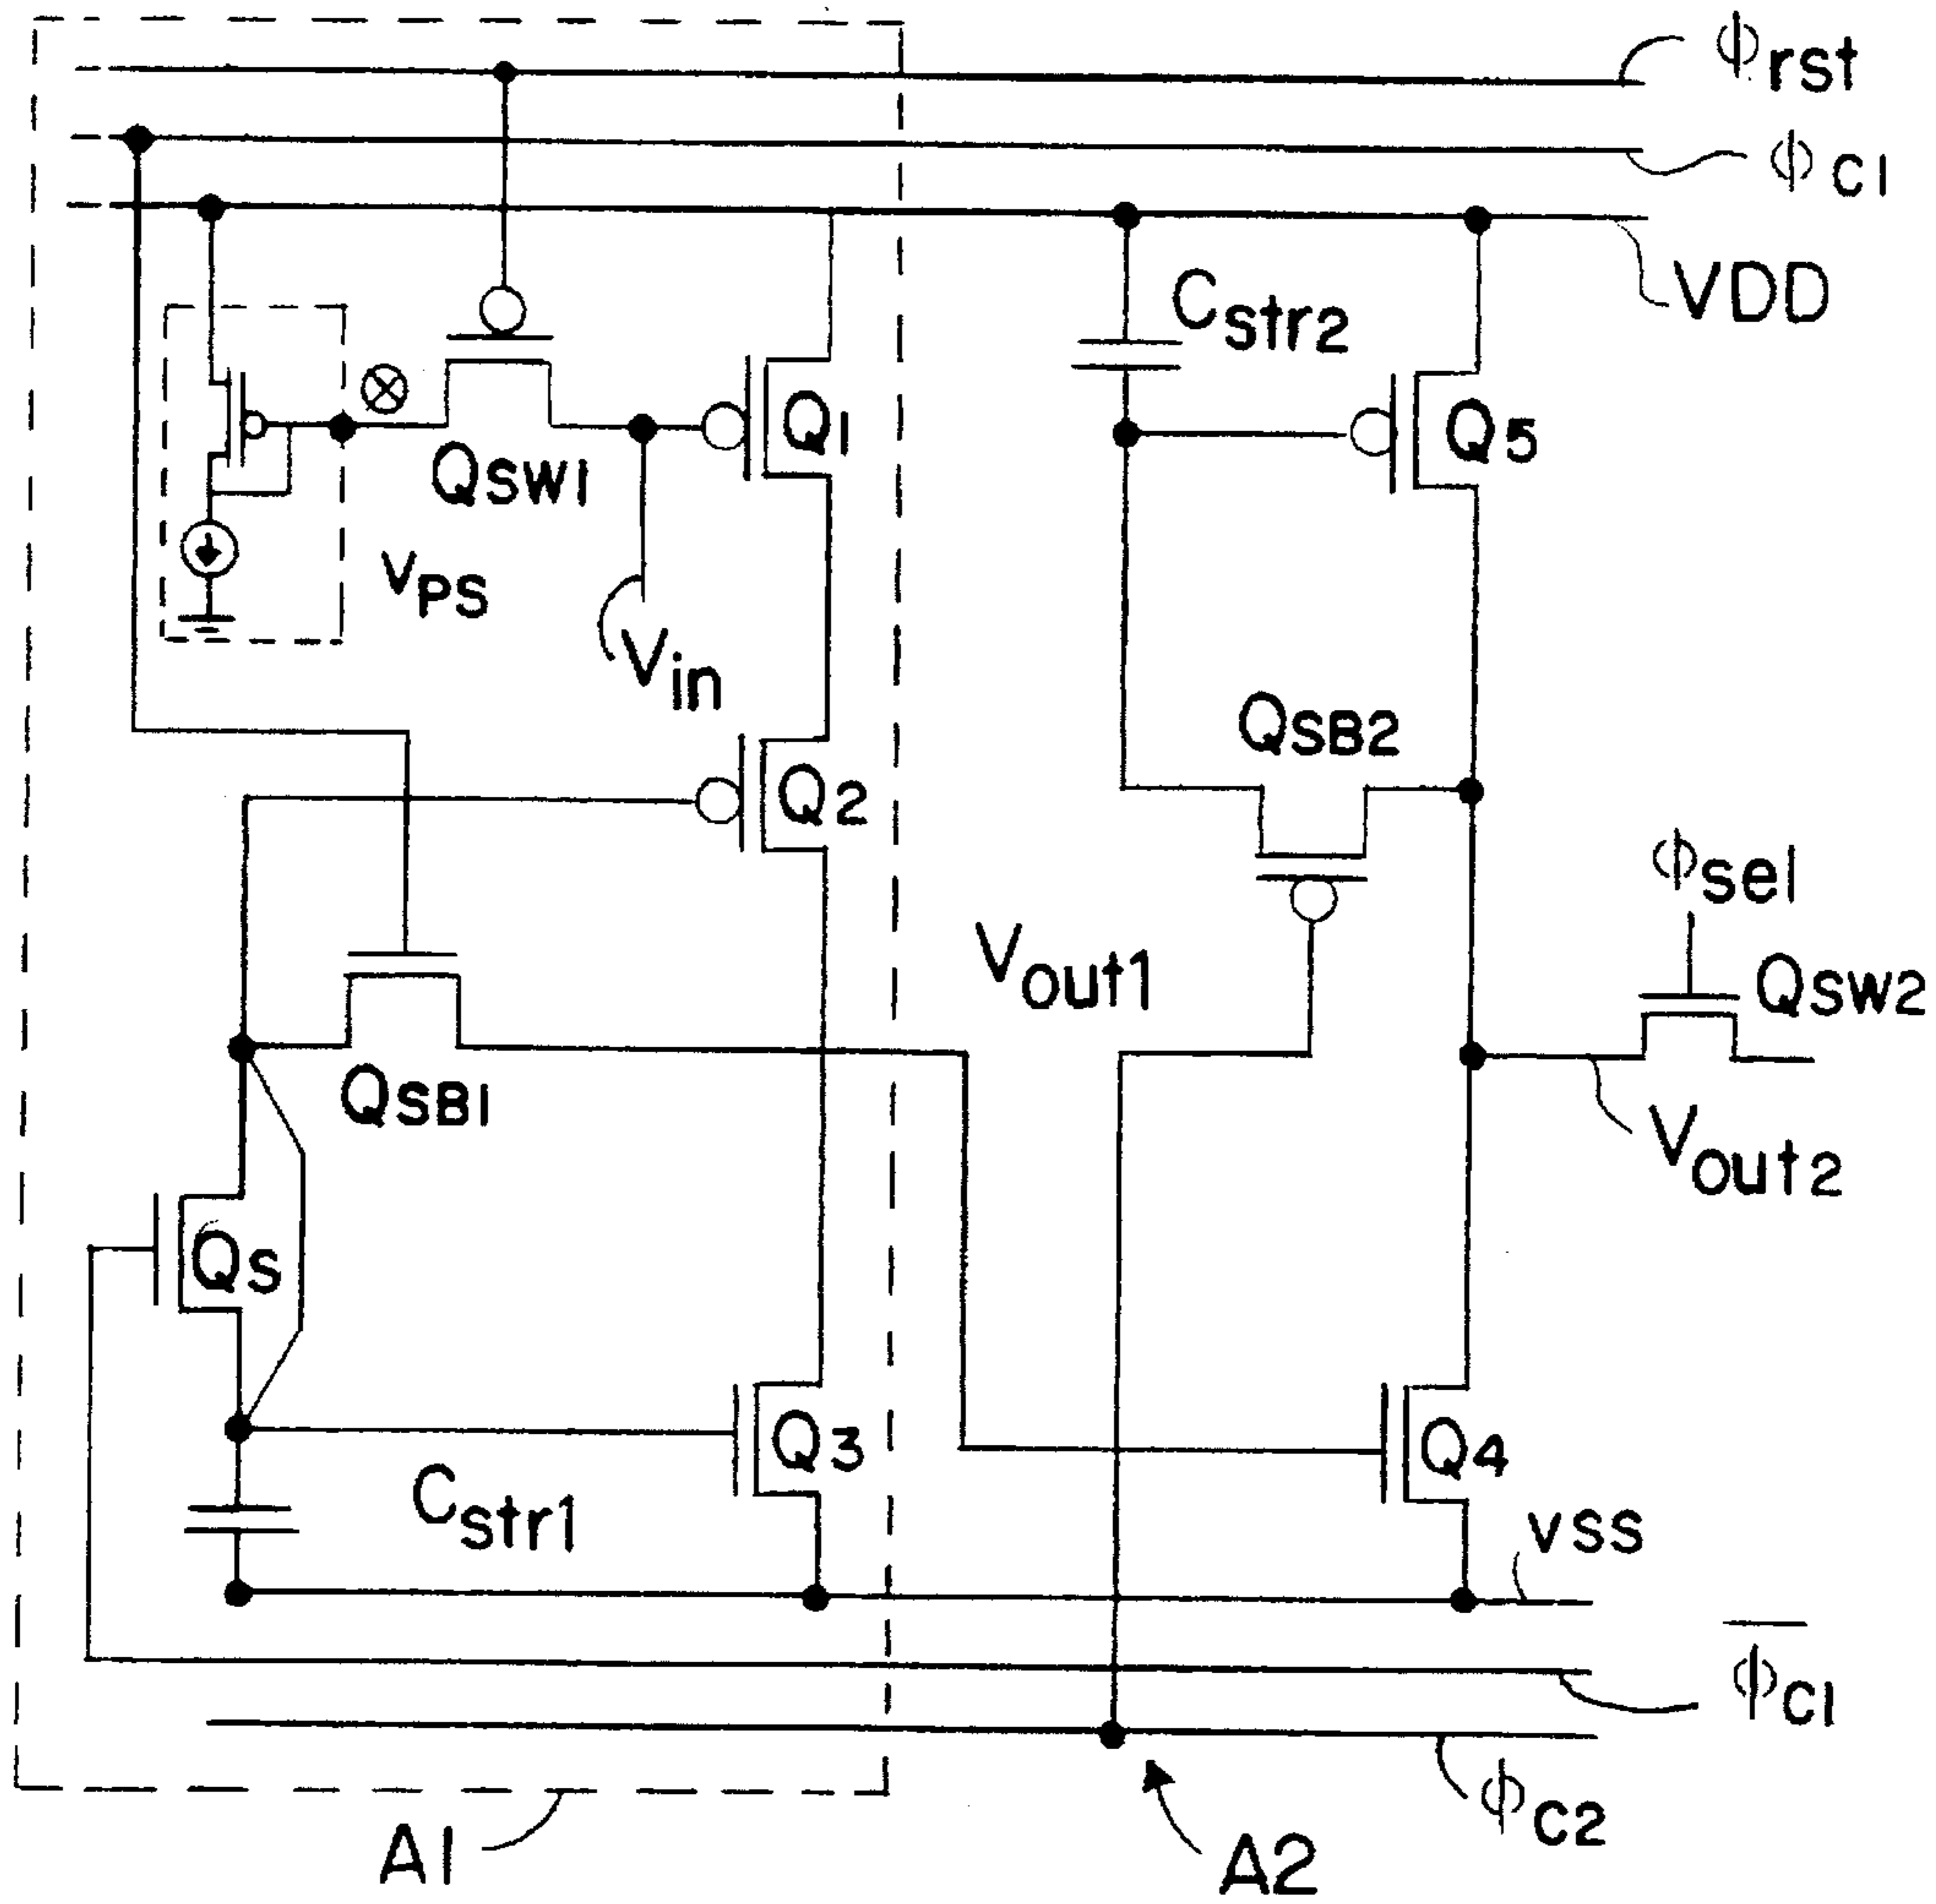 ϕrst
ϕC1
VDD
Cstr2
Q1
Q5
QSW1
VPS
Vin
QSB2
Q2
ϕsel
Vout1
QSW2
QSB1
Vout2
QS
Q3
Q4
Cstr1
VSS
ϕ̅C1
ϕC2
A1
A2